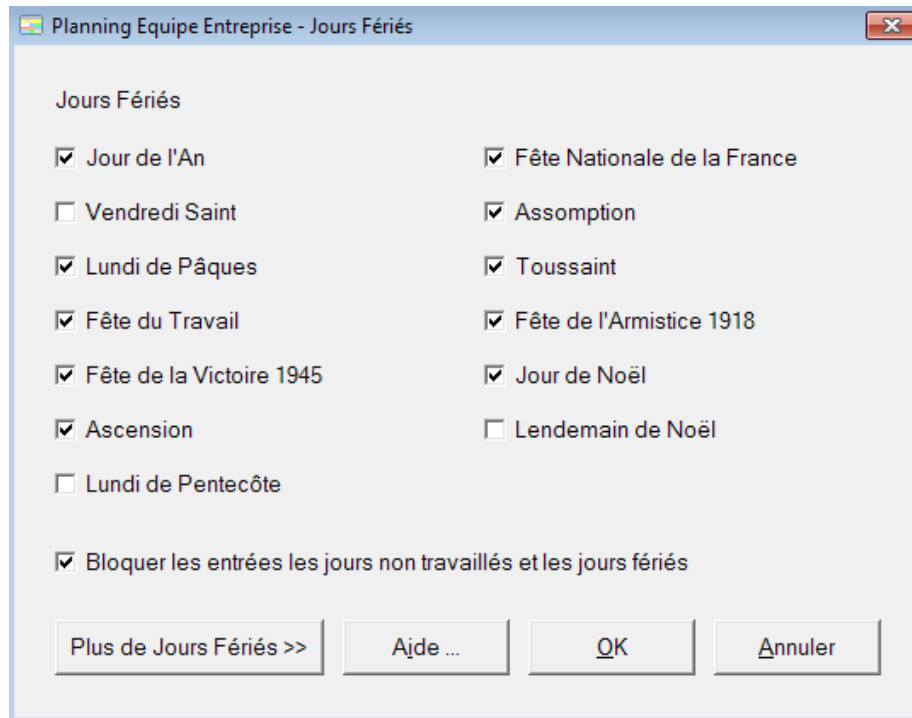 Planning Equipe Entreprise - Jours Fériés
Jours Fériés
Jour de l'An
Fête Nationale de la France
Vendredi Saint
Assomption
Lundi de Pâques
Toussaint
Fête du Travail
Fête de l'Armistice 1918
Fête de la Victoire 1945
Jour de Noël
Ascension
Lendemain de Noël
Lundi de Pentecôte
Bloquer les entrées les jours non travaillés et les jours fériés
Plus de Jours Fériés >>
Aide ...
OK
Annuler